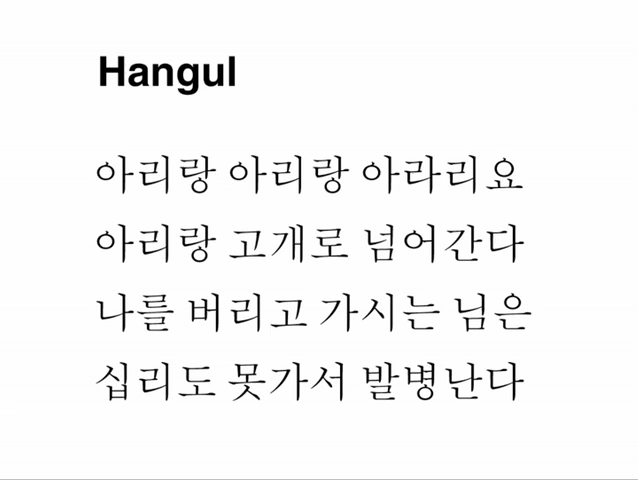 Hangul
아리랑 아리랑 아라리요
아리랑 고개로 넘어간다
나를 버리고 가시는 님은
십리도 못가서 발병난다